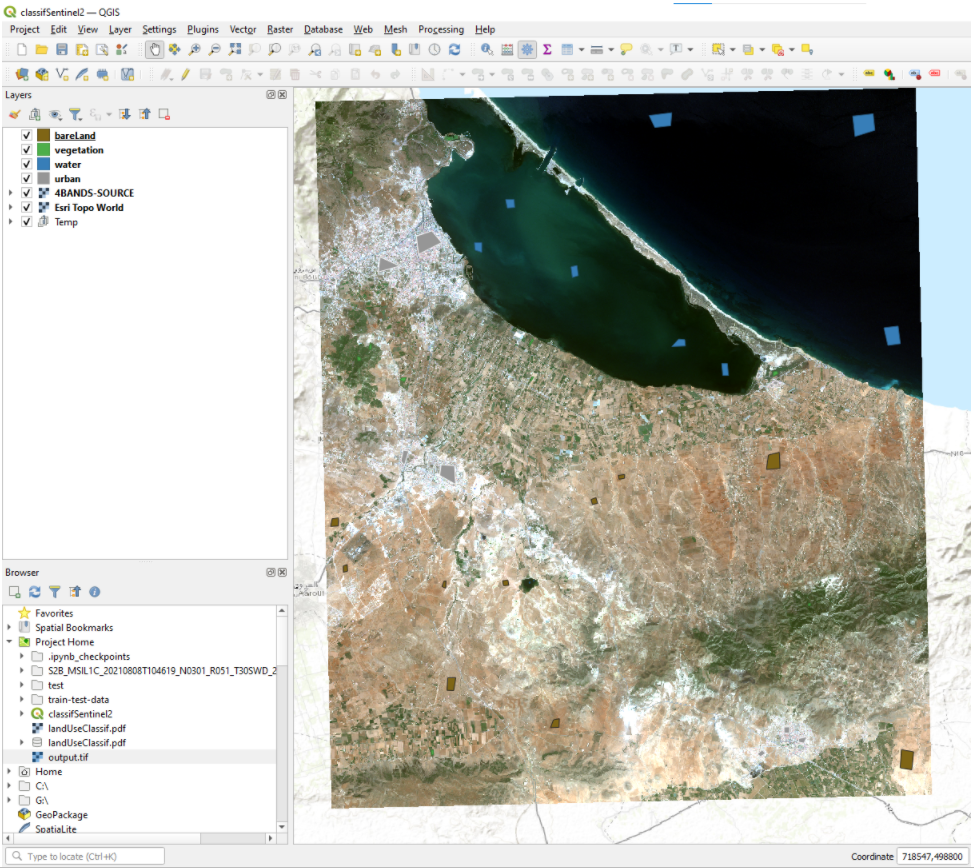 classifSentinel2 — QGIS
Project Edit View Layer Settings Plugins Vector Raster Database Web Mesh Processing Help
Layers
bareLand
vegetation
water
urban
4BANDS-SOURCE
Esri Topo World
Temp
Browser
Favorites
Spatial Bookmarks
Project Home
.ipynb_checkpoints
S2B_MSIL1C_20210808T104619_N0301_R051_T30SWD_2
test
train-test-data
classifSentinel2
landUseClassif.pdf
landUseClassif.pdf
output.tif
Home
C:\
G:\
GeoPackage
SpatiaLite
Type to locate (Ctrl+K)
Coordinate 718547,498800